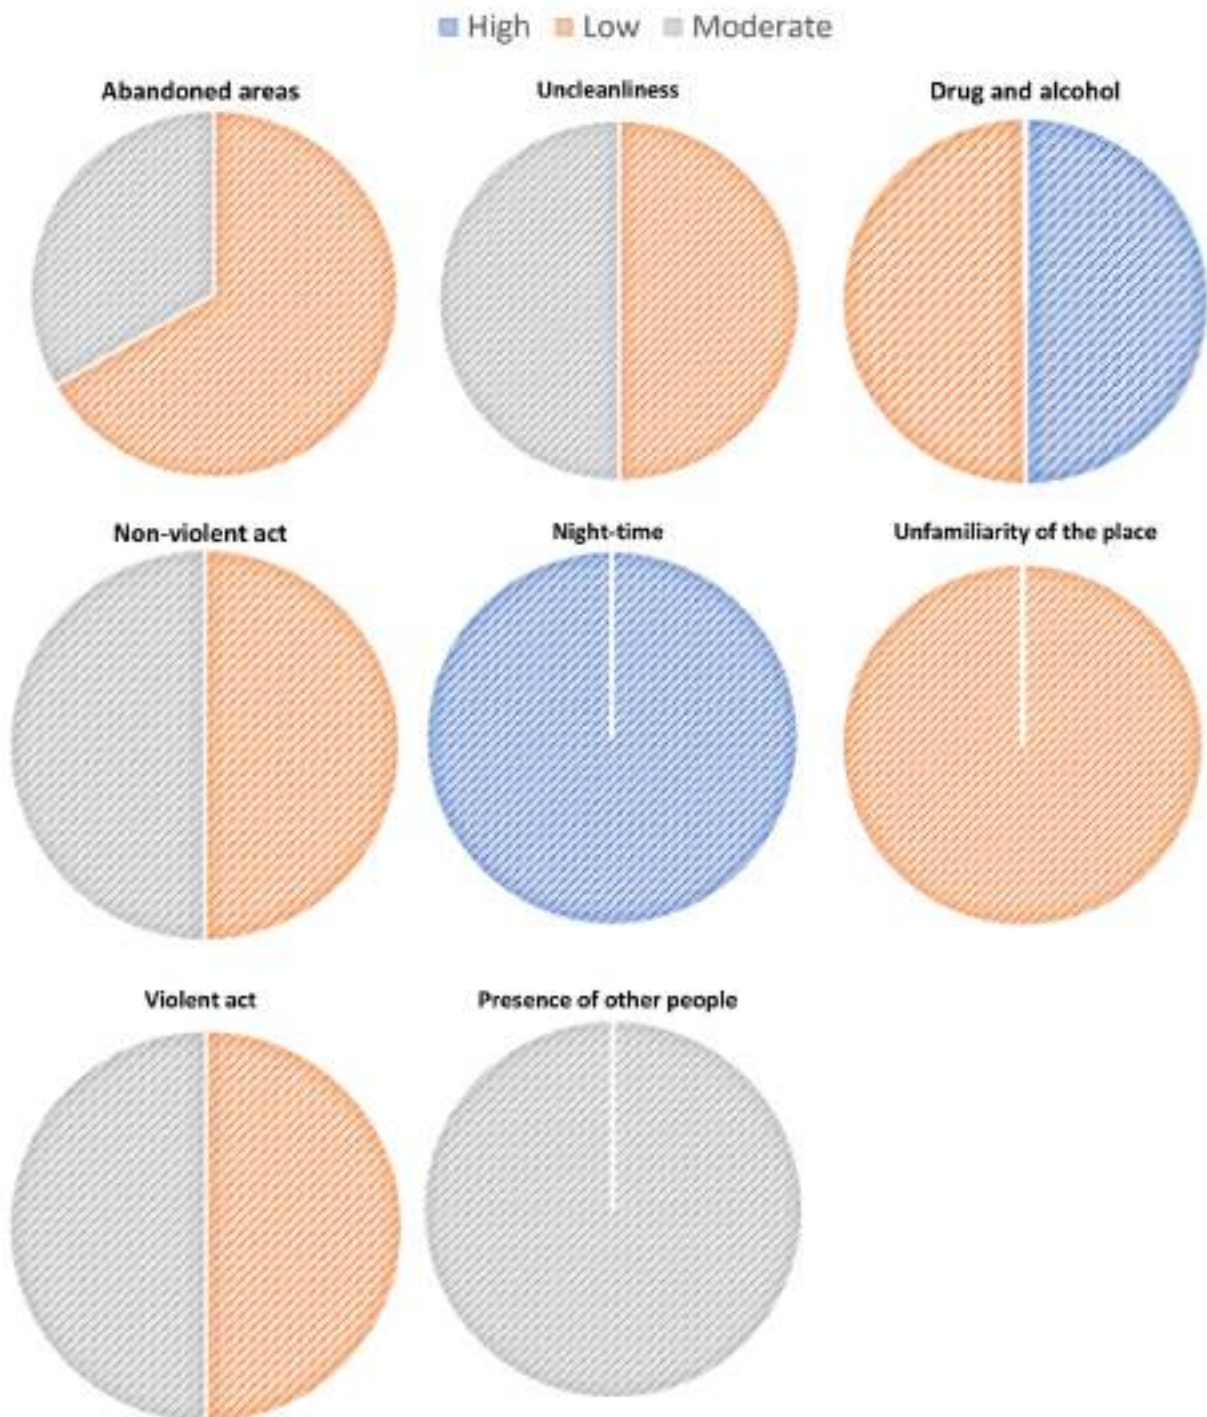 High Low Moderate
Abandoned areas
Uncleanliness
Drug and alcohol
Non-violent act
Night-time
Unfamiliarity of the place
Violent act
Presence of other people